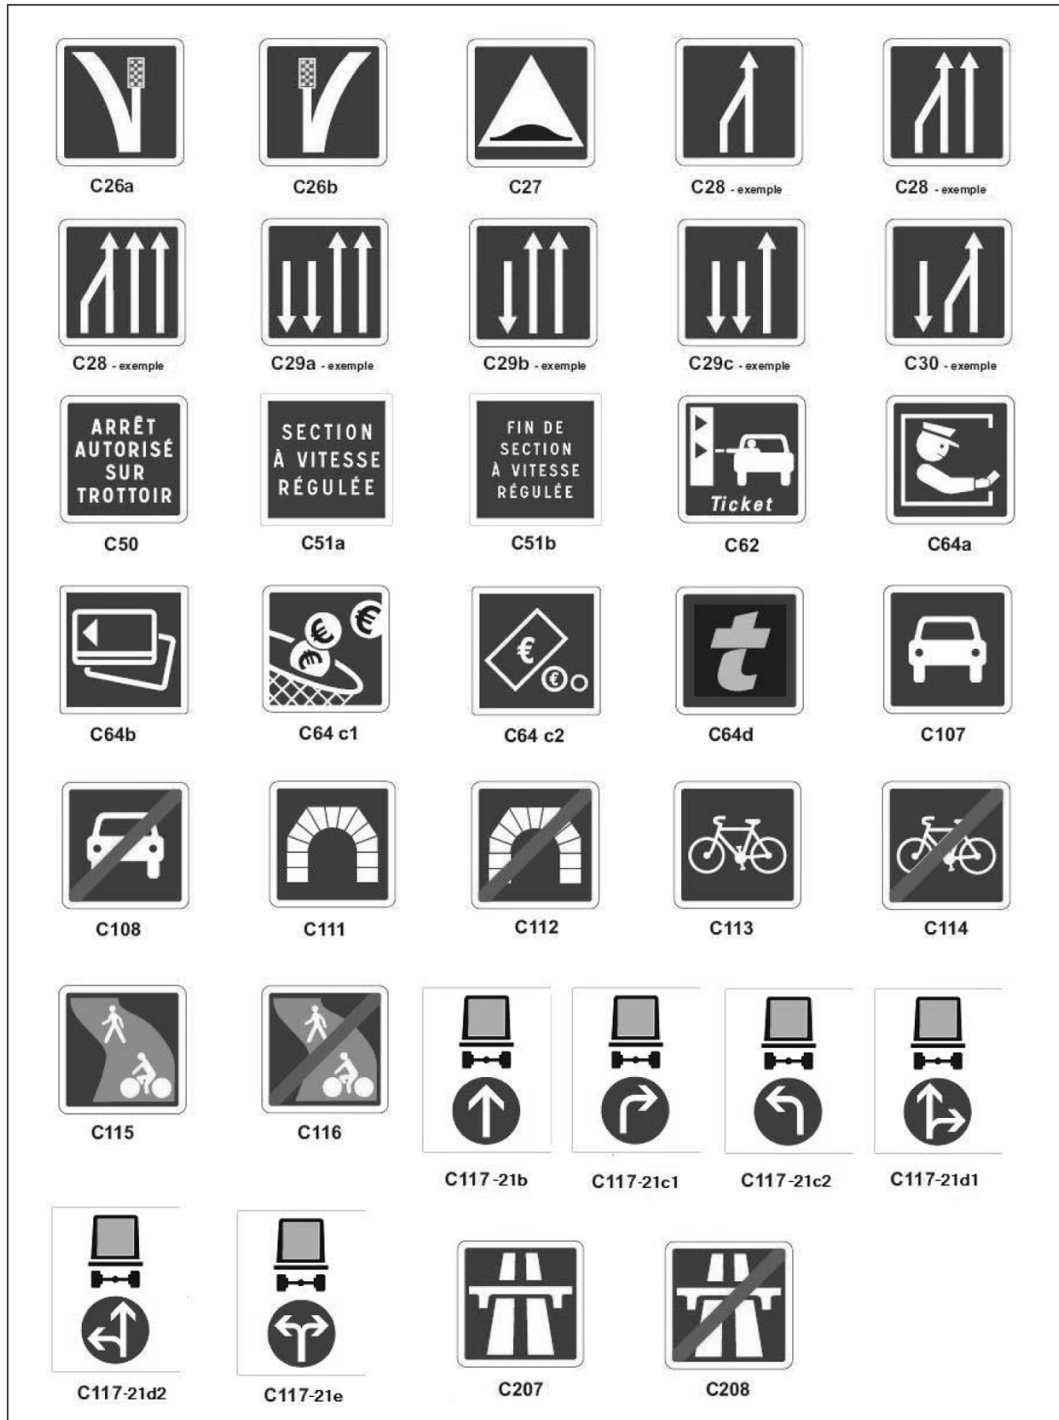 C26a
C26b
C27
C28 - exemple
C28 - exemple
C28 - exemple
C29a - exemple
C29b - exemple
C29c - exemple
C30 - exemple
ARRÊT
AUTORISÉ
SUR
TROTTOIR
SECTION
À VITESSE
RÉGULÉE
FIN DE
SECTION
À VITESSE
RÉGULÉE
Ticket
C50
C51a
C51b
C62
C64a
€
€
€
€
€
t
C64b
C64 c1
C64 c2
C64d
C107
C108
C111
C112
C113
C114
C115
C116
C117-21b
C117-21c1
C117-21c2
C117-21d1
C117-21d2
C117-21e
C207
C208